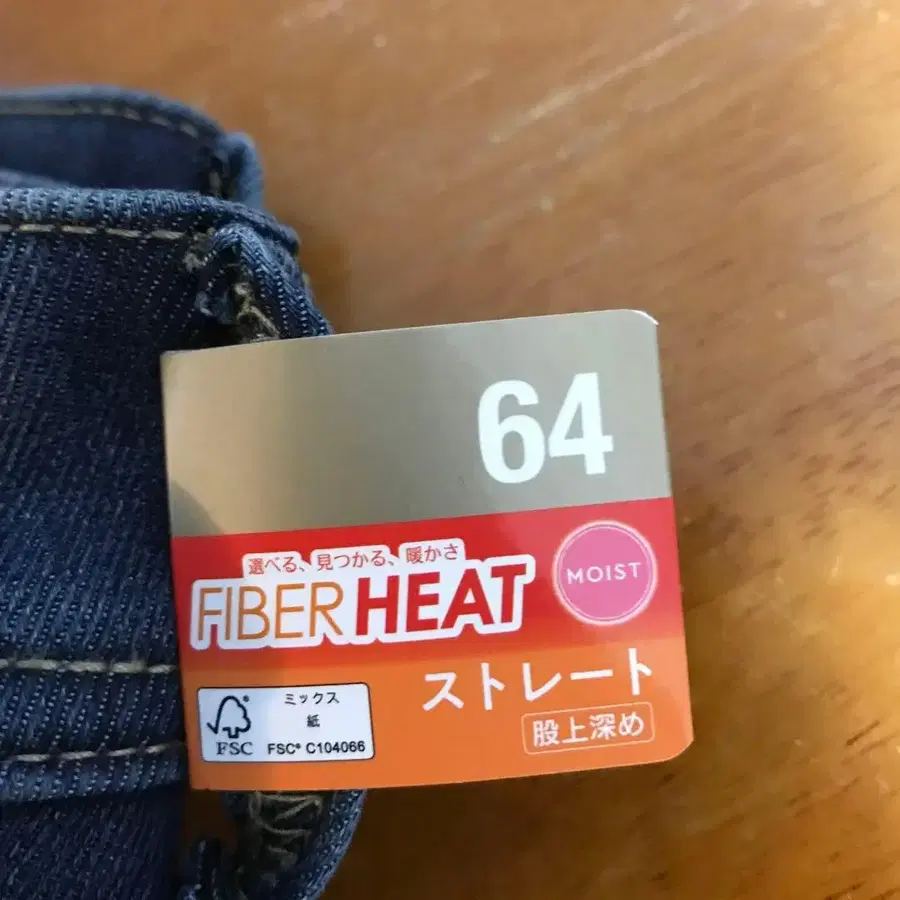 64
選べる、見つかる、暖かさ
FIBER HEAT
MOIST
ストレート
股上深め
ミックス
紙
FSC
FSC® C104066